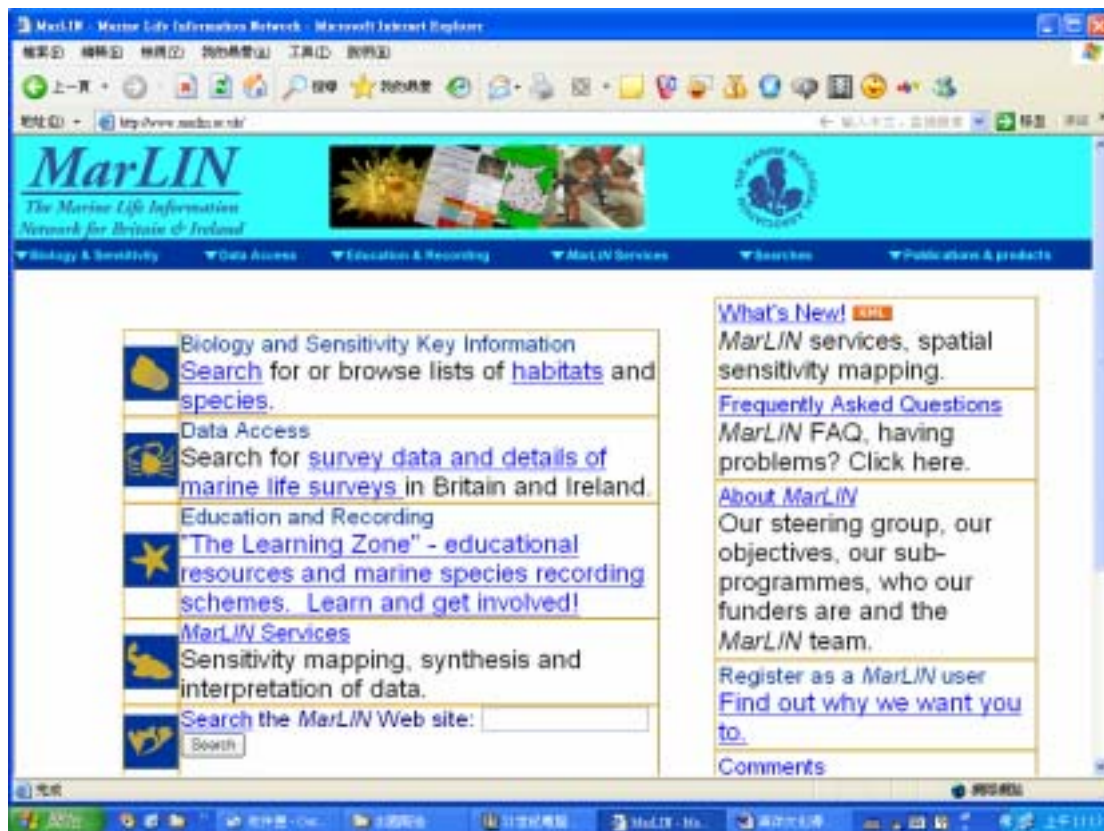 MarLIN - Marine Life Information Network - Microsoft Internet Explorer
上一頁
MarLIN
The Marine Life Information
Network for Britain & Ireland
Biology & Sensitivity
Data Access
Education & Recording
MarLIN Services
Searches
Publications & products
Biology and Sensitivity Key Information
Search for or browse lists of habitats and
species.
Data Access
Search for survey data and details of
marine life surveys in Britain and Ireland.
Education and Recording
"The Learning Zone" - educational
resources and marine species recording
schemes. Learn and get involved!
MarLIN Services
Sensitivity mapping, synthesis and
interpretation of data.
Search the MarLIN Web site:
Search
What's New! XML
MarLIN services, spatial
sensitivity mapping.
Frequently Asked Questions
MarLIN FAQ, having
problems? Click here.
About MarLIN
Our steering group, our
objectives, our sub-
programmes, who our
funders are and the
MarLIN team.
Register as a MarLIN user
Find out why we want you
to.
Comments
完成